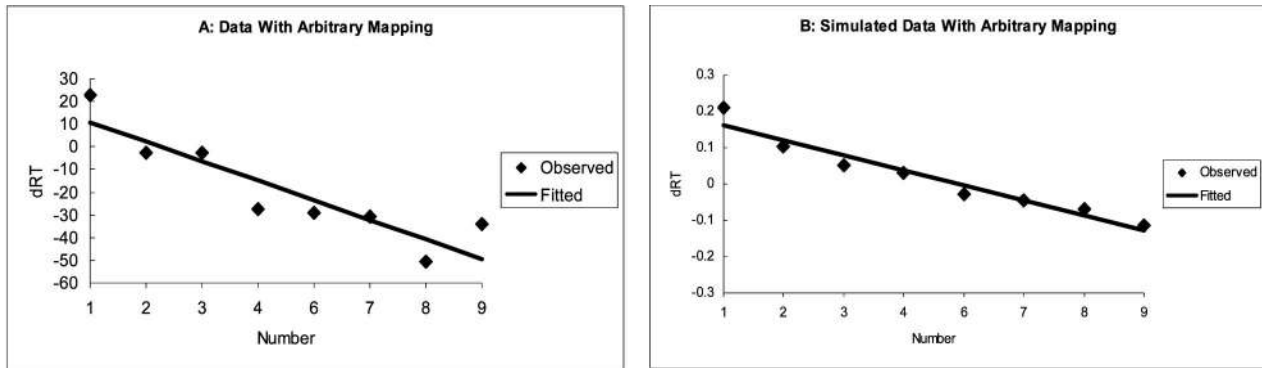 A: Data With Arbitrary Mapping
30
20
10
0
-10
-20
-30
-40
-50
-60
dRT
1 2 3 4 6 7 8 9
Number
Observed
Fitted
B: Simulated Data With Arbitrary Mapping
0.3
0.2
0.1
0
-0.1
-0.2
-0.3
dRT
1 2 3 4 6 7 8 9
Number
Observed
Fitted